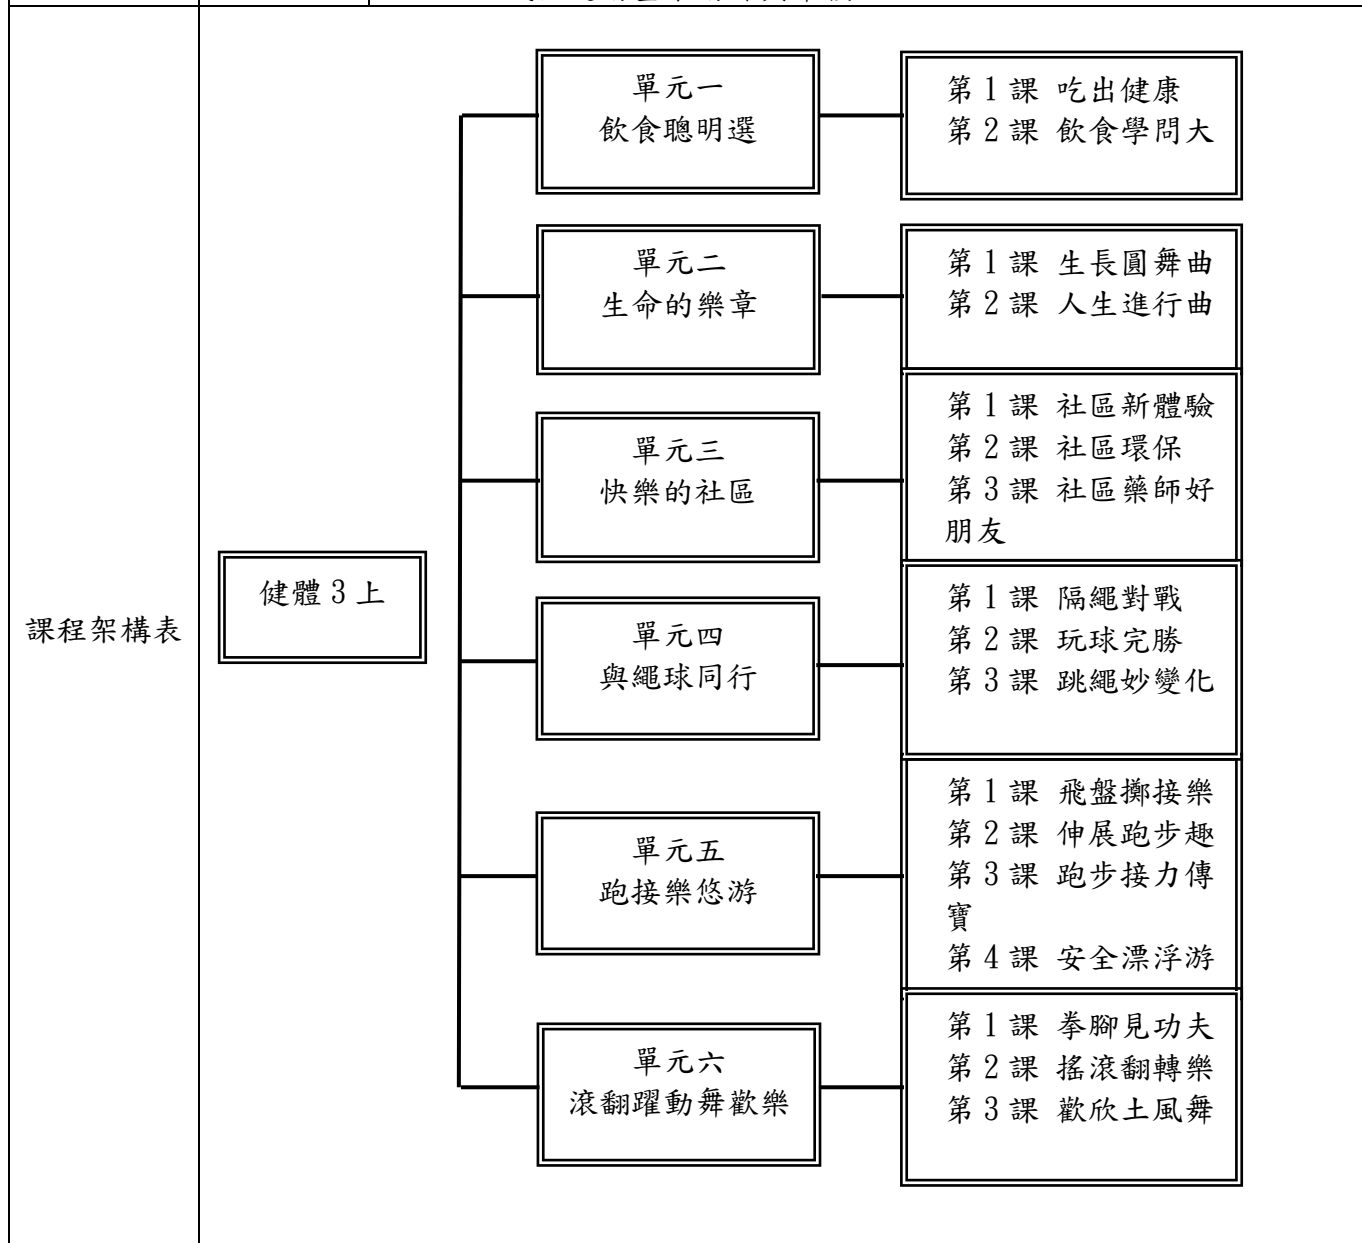 課程架構表
健體3上
單元一
飲食聰明選
第1課 吃出健康
第2課 飲食學問大
單元二
生命的樂章
第1課 生長圓舞曲
第2課 人生進行曲
單元三
快樂的社區
第1課 社區新體驗
第2課 社區環保
第3課 社區藥師好
朋友
單元四
與繩球同行
第1課 隔繩對戰
第2課 玩球完勝
第3課 跳繩妙變化
單元五
跑接樂悠游
第1課 飛盤擲接樂
第2課 伸展跑步趣
第3課 跑步接力傳
寶
第4課 安全漂浮游
單元六
滾翻躍動舞歡樂
第1課 拳腳見功夫
第2課 搖滾翻轉樂
第3課 歡欣土風舞